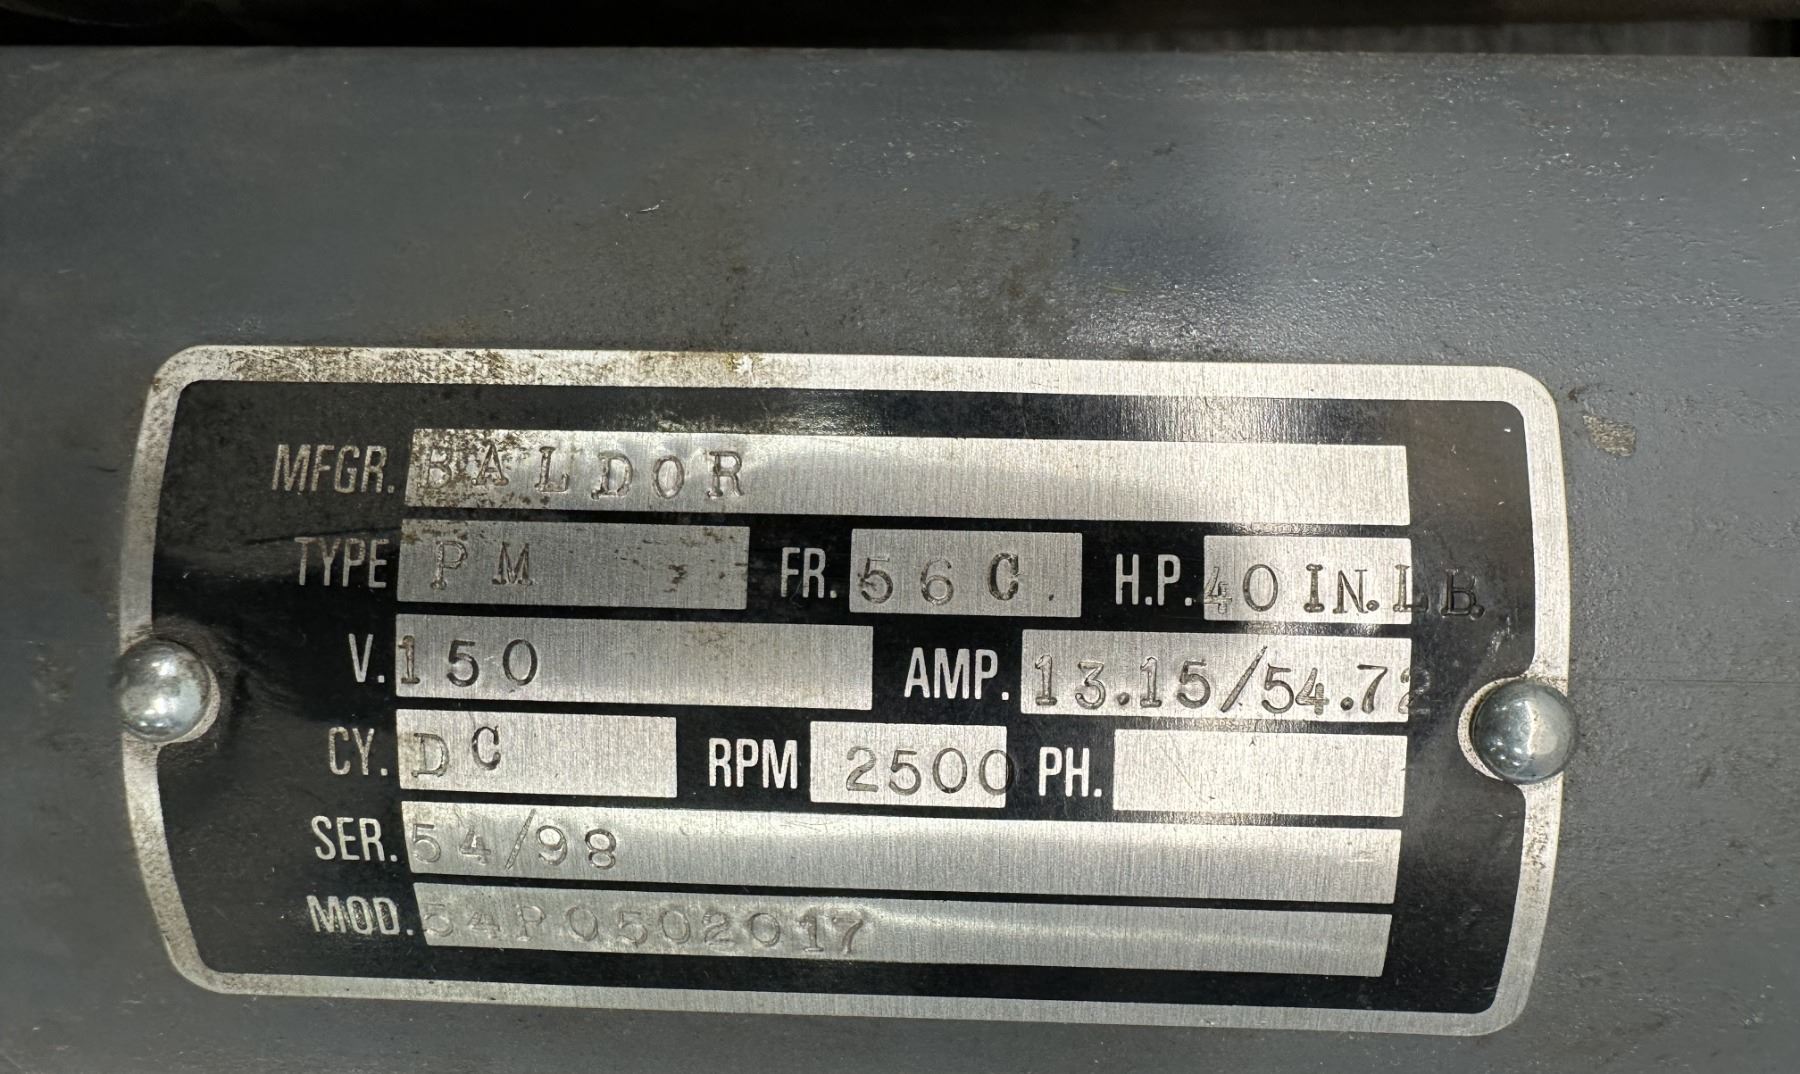 MFGR. BALDOR
TYPE PM FR. 56C H.P. 40 IN.LB.
V. 150 AMP. 13.15/54.72
CY. DC RPM 2500 PH.
SER. 54/98
MOD. 54P0502017